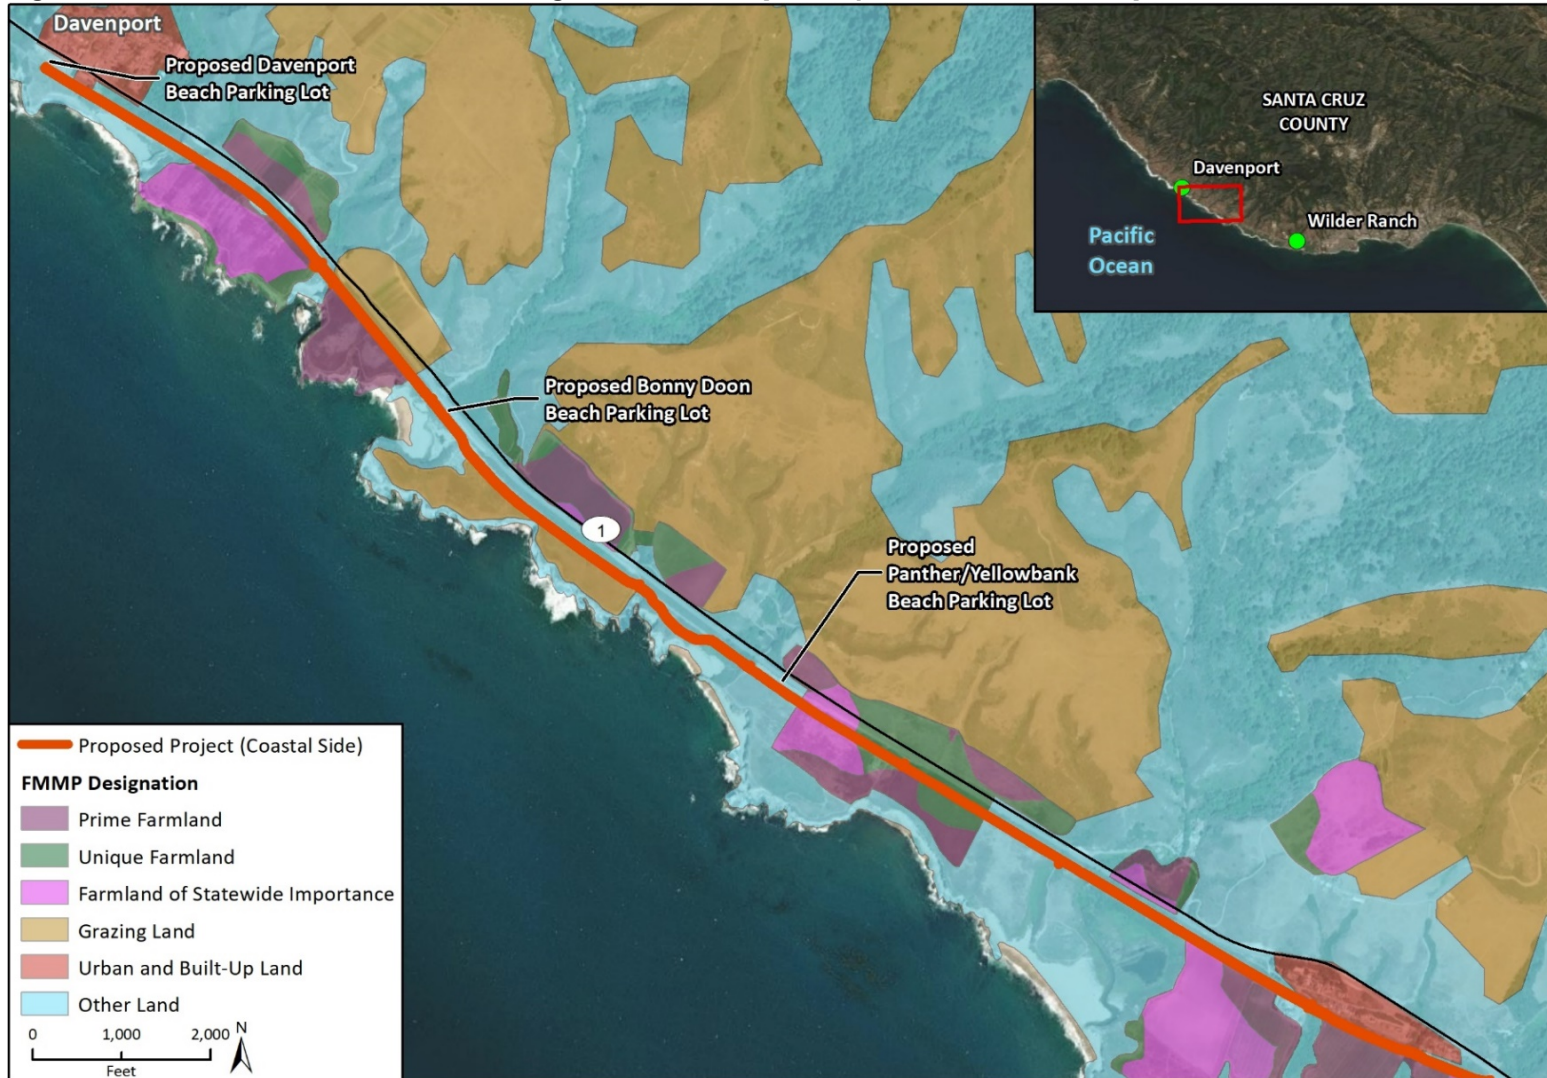 Davenport
Proposed Davenport
Beach Parking Lot
SANTA CRUZ
COUNTY
Davenport
Wilder Ranch
Pacific
Ocean
Proposed Bonny Doon
Beach Parking Lot
1
Proposed
Panther/Yellowbank
Beach Parking Lot
Proposed Project (Coastal Side)
FMMP Designation
Prime Farmland
Unique Farmland
Farmland of Statewide Importance
Grazing Land
Urban and Built-Up Land
Other Land
0 1,000 2,000 N
Feet